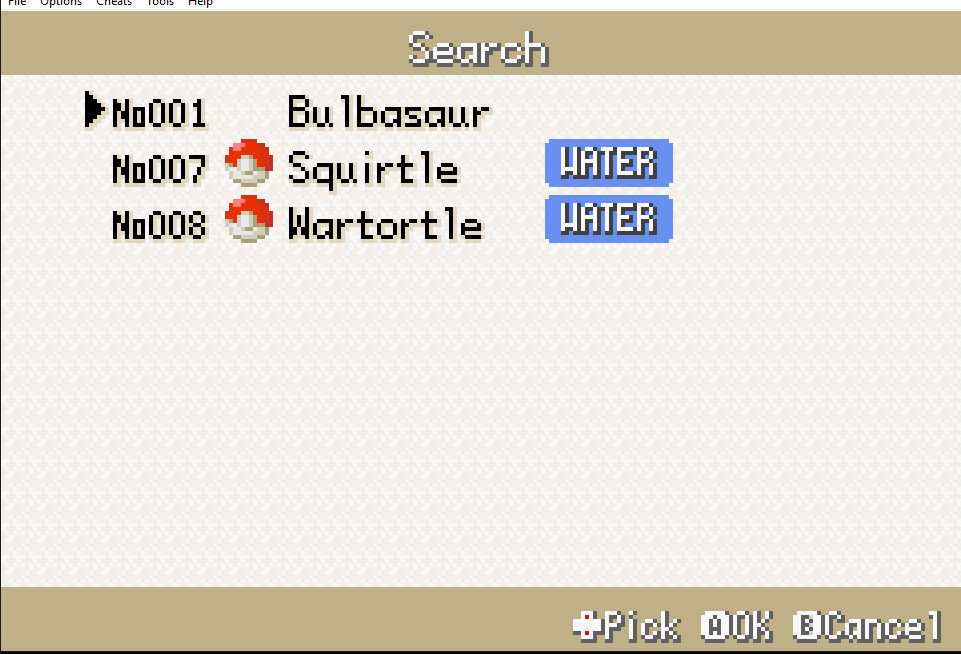 File Options Cheats Tools Help
Search
No001 Bulbasaur
No007 Squirtle WATER
No008 Wartortle WATER
Pick A OK B Cancel